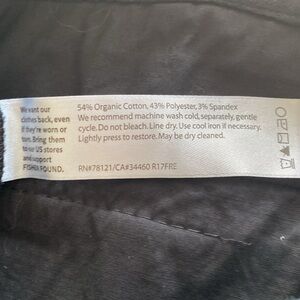 We want our
clothes back, even
if they're worn or
torn. Bring them
to our US stores
and support
FISHER FOUND.
54% Organic Cotton, 43% Polyester, 3% Spandex
We recommend machine wash cold, separately, gentle
cycle. Do not bleach. Line dry. Use cool iron if necessary.
Lightly press to restore. May be dry cleaned.
RN#78121/CA#34460 R17FRE